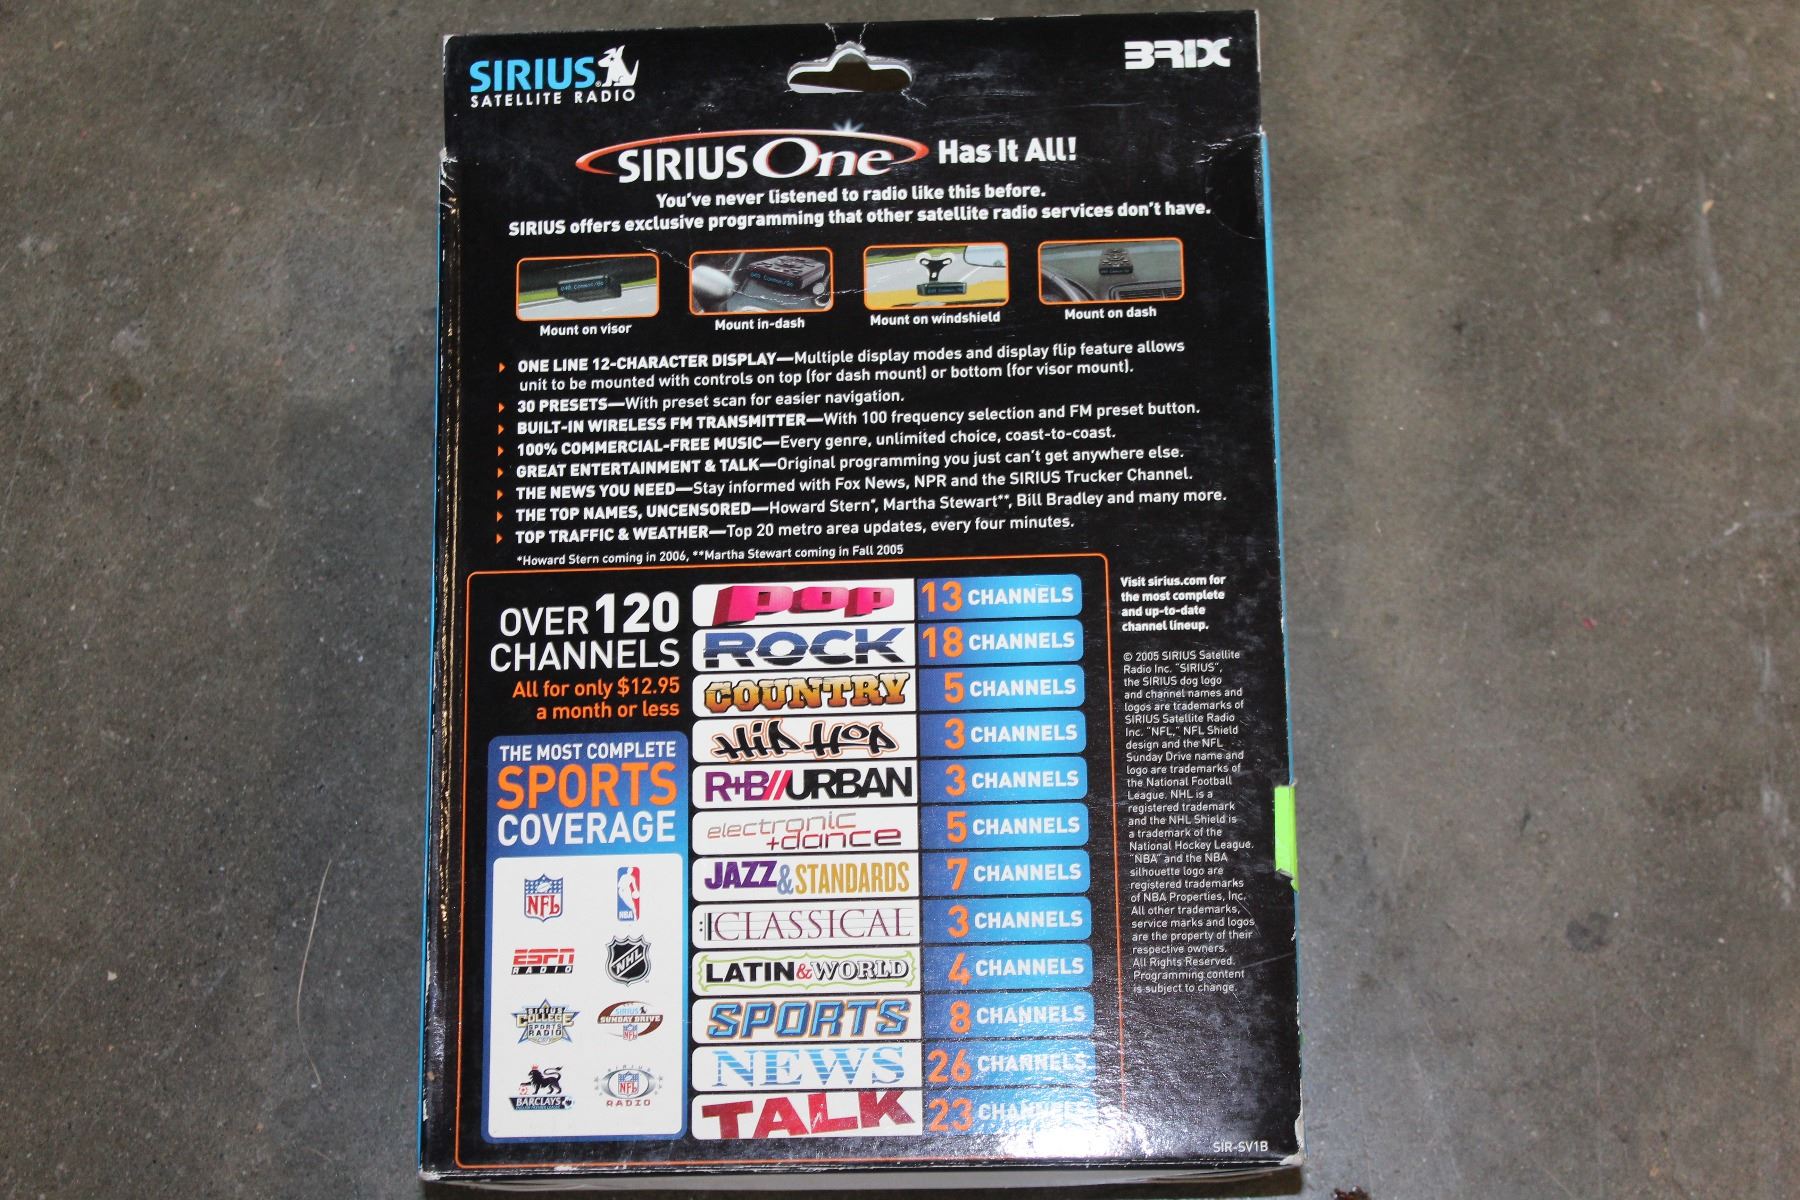 SIRIUS
SATELLITE RADIO
BRIX
SIRIUS One Has It All!
You've never listened to radio like this before.
SIRIUS offers exclusive programming that other satellite radio services don't have.
Mount on visor
Mount in-dash
Mount on windshield
Mount on dash
ONE LINE 12-CHARACTER DISPLAY—Multiple display modes and display flip feature allows
unit to be mounted with controls on top (for dash mount) or bottom (for visor mount).
30 PRESETS—With preset scan for easier navigation.
BUILT-IN WIRELESS FM TRANSMITTER—With 100 frequency selection and FM preset button.
100% COMMERCIAL-FREE MUSIC—Every genre, unlimited choice, coast-to-coast.
GREAT ENTERTAINMENT & TALK—Original programming you just can't get anywhere else.
THE NEWS YOU NEED—Stay informed with Fox News, NPR and the SIRIUS Trucker Channel.
THE TOP NAMES, UNCENSORED—Howard Stern*, Martha Stewart**, Bill Bradley and many more.
TOP TRAFFIC & WEATHER—Top 20 metro area updates, every four minutes.
*Howard Stern coming in 2006, **Martha Stewart coming in Fall 2005
OVER 120
CHANNELS
All for only $12.95
a month or less
THE MOST COMPLETE
SPORTS
COVERAGE
NFL
NBA
ESPN
RADIO
NHL
SIRIUS
COLLEGE
SPORTS
RADIO
SIRIUS
SUNDAY DRIVE
NFL
BARCLAYS
SIRIUS
NFL
RADIO
POP 13 CHANNELS
ROCK 18 CHANNELS
COUNTRY 5 CHANNELS
HIP HOP 3 CHANNELS
R+B//URBAN 3 CHANNELS
electronic
+dance 5 CHANNELS
JAZZ & STANDARDS 7 CHANNELS
CLASSICAL 3 CHANNELS
LATIN & WORLD 4 CHANNELS
SPORTS 8 CHANNELS
NEWS 26 CHANNELS
TALK 23 CHANNELS
Visit sirius.com for
the most complete
and up-to-date
channel lineup.
© 2005 SIRIUS Satellite
Radio Inc. "SIRIUS",
the SIRIUS dog logo
and channel names and
logos are trademarks of
SIRIUS Satellite Radio
Inc. "NFL," NFL Shield
design and the NFL
Sunday Drive name and
logo are trademarks of
the National Football
League. NHL is a
registered trademark
and the NHL Shield is
a trademark of the
National Hockey League.
"NBA" and the NBA
silhouette logo are
registered trademarks
of NBA Properties, Inc.
All other trademarks,
service marks and logos
are the property of their
respective owners.
All Rights Reserved.
Programming content
is subject to change.
SIR-SV1B